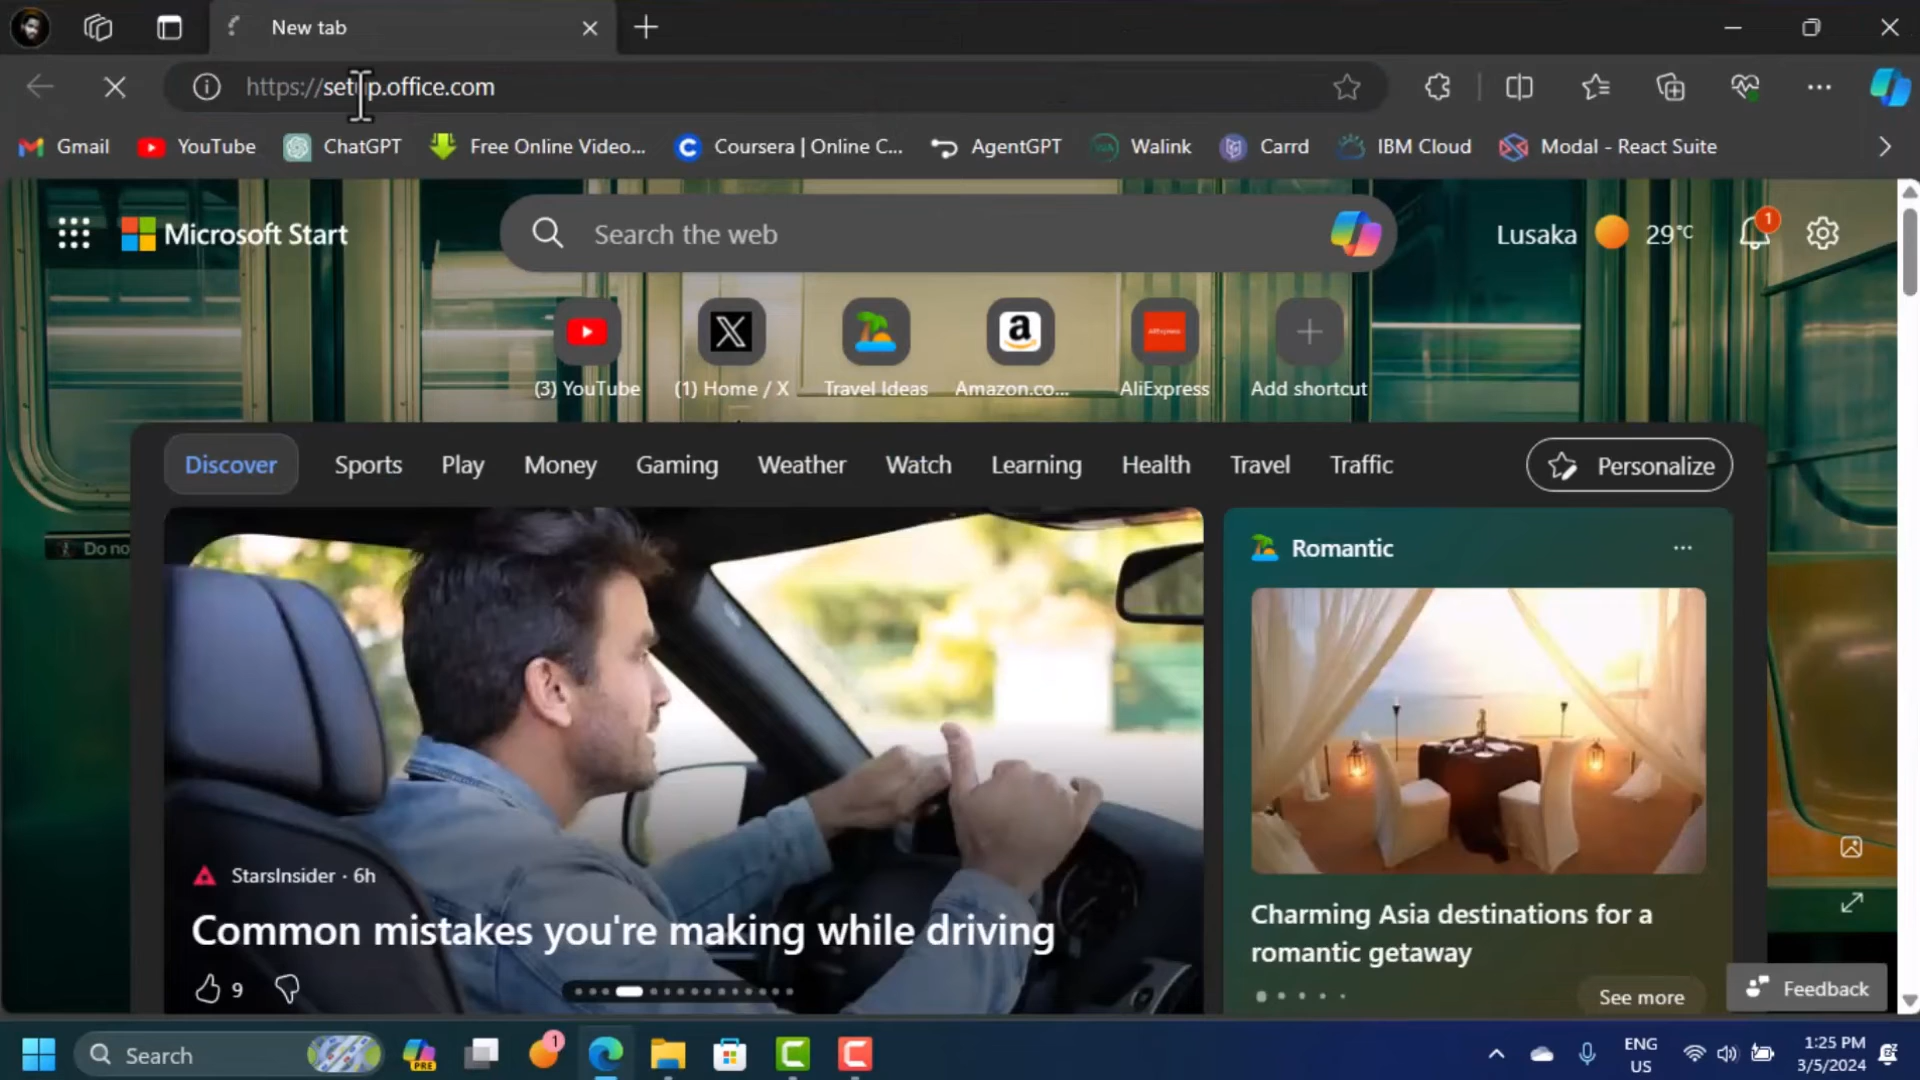 New tab
https://setup.office.com
Gmail YouTube ChatGPT Free Online Video... Coursera | Online C... AgentGPT Walink Carrd IBM Cloud Modal - React Suite
Microsoft Start Search the web Lusaka 29°C 1
(3) YouTube (1) Home / X Travel Ideas Amazon.co... AliExpress Add shortcut
Discover Sports Play Money Gaming Weather Watch Learning Health Travel Traffic Personalize
Do no
Romantic
StarsInsider · 6h
Common mistakes you're making while driving
9
Charming Asia destinations for a
romantic getaway
See more
Feedback
Search PRE 1
ENG
US
1:25 PM
3/5/2024